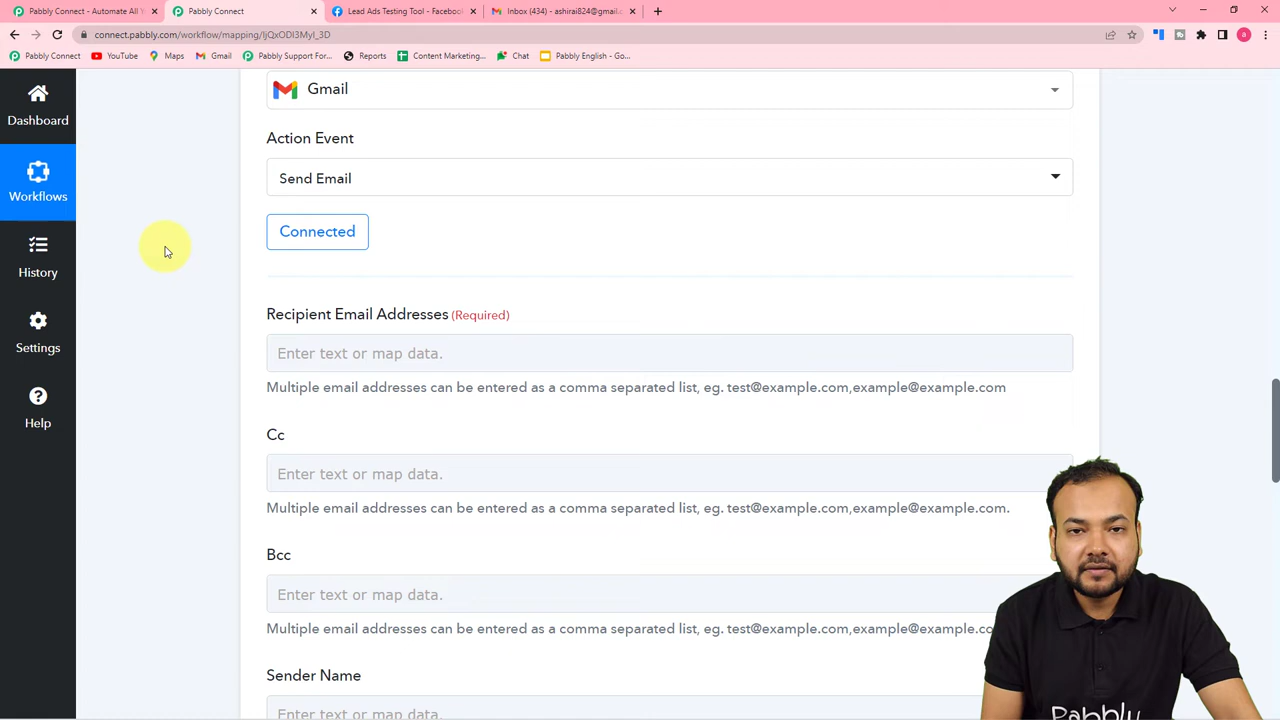 Pabbly Connect - Automate All Y
Pabbly Connect
Lead Ads Testing Tool - Facebook
Inbox (434) - ashirai824@gmail.c
connect.pabbly.com/workflow/mapping/IjQxODI3MyI_3D
Pabbly Connect
YouTube
Maps
Gmail
Pabbly Support For...
Reports
Content Marketing...
Chat
Pabbly English - Go...
a
Dashboard
Workflows
History
Settings
Help
Gmail
Action Event
Send Email
Connected
Recipient Email Addresses (Required)
Enter text or map data.
Multiple email addresses can be entered as a comma separated list, eg. test@example.com,example@example.com
Cc
Enter text or map data.
Multiple email addresses can be entered as a comma separated list, eg. test@example.com,example@example.com.
Bcc
Enter text or map data.
Multiple email addresses can be entered as a comma separated list, eg. test@example.com,example@example.co
Sender Name
Enter text or map data.
Pabbly